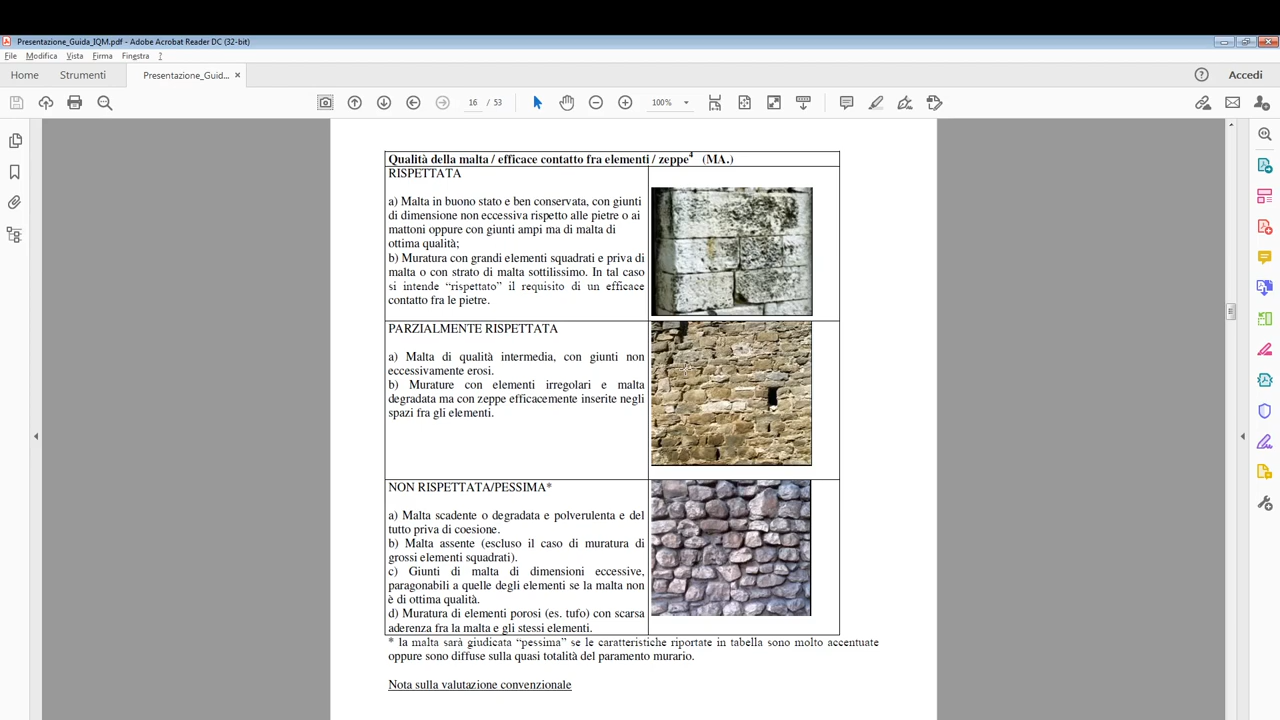 Presentazione_Guida_IQM.pdf - Adobe Acrobat Reader DC (32-bit)
File Modifica Vista Firma Finestra ?
Home Strumenti Presentazione_Guid... × Accedi
16 / 53 100%
Qualità della malta / efficace contatto fra elementi / zeppe4 (MA.)
RISPETTATA
a) Malta in buono stato e ben conservata, con giunti
di dimensione non eccessiva rispetto alle pietre o ai
mattoni oppure con giunti ampi ma di malta di
ottima qualità;
b) Muratura con grandi elementi squadrati e priva di
malta o con strato di malta sottilissimo. In tal caso
si intende “rispettato” il requisito di un efficace
contatto fra le pietre.
PARZIALMENTE RISPETTATA
a) Malta di qualità intermedia, con giunti non
eccessivamente erosi.
b) Murature con elementi irregolari e malta
degradata ma con zeppe efficacemente inserite negli
spazi fra gli elementi.
NON RISPETTATA/PESSIMA*
a) Malta scadente o degradata e polverulenta e del
tutto priva di coesione.
b) Malta assente (escluso il caso di muratura di
grossi elementi squadrati).
c) Giunti di malta di dimensioni eccessive,
paragonabili a quelle degli elementi se la malta non
è di ottima qualità.
d) Muratura di elementi porosi (es. tufo) con scarsa
aderenza fra la malta e gli stessi elementi.
* la malta sarà giudicata “pessima” se le caratteristiche riportate in tabella sono molto accentuate
oppure sono diffuse sulla quasi totalità del paramento murario.
Nota sulla valutazione convenzionale